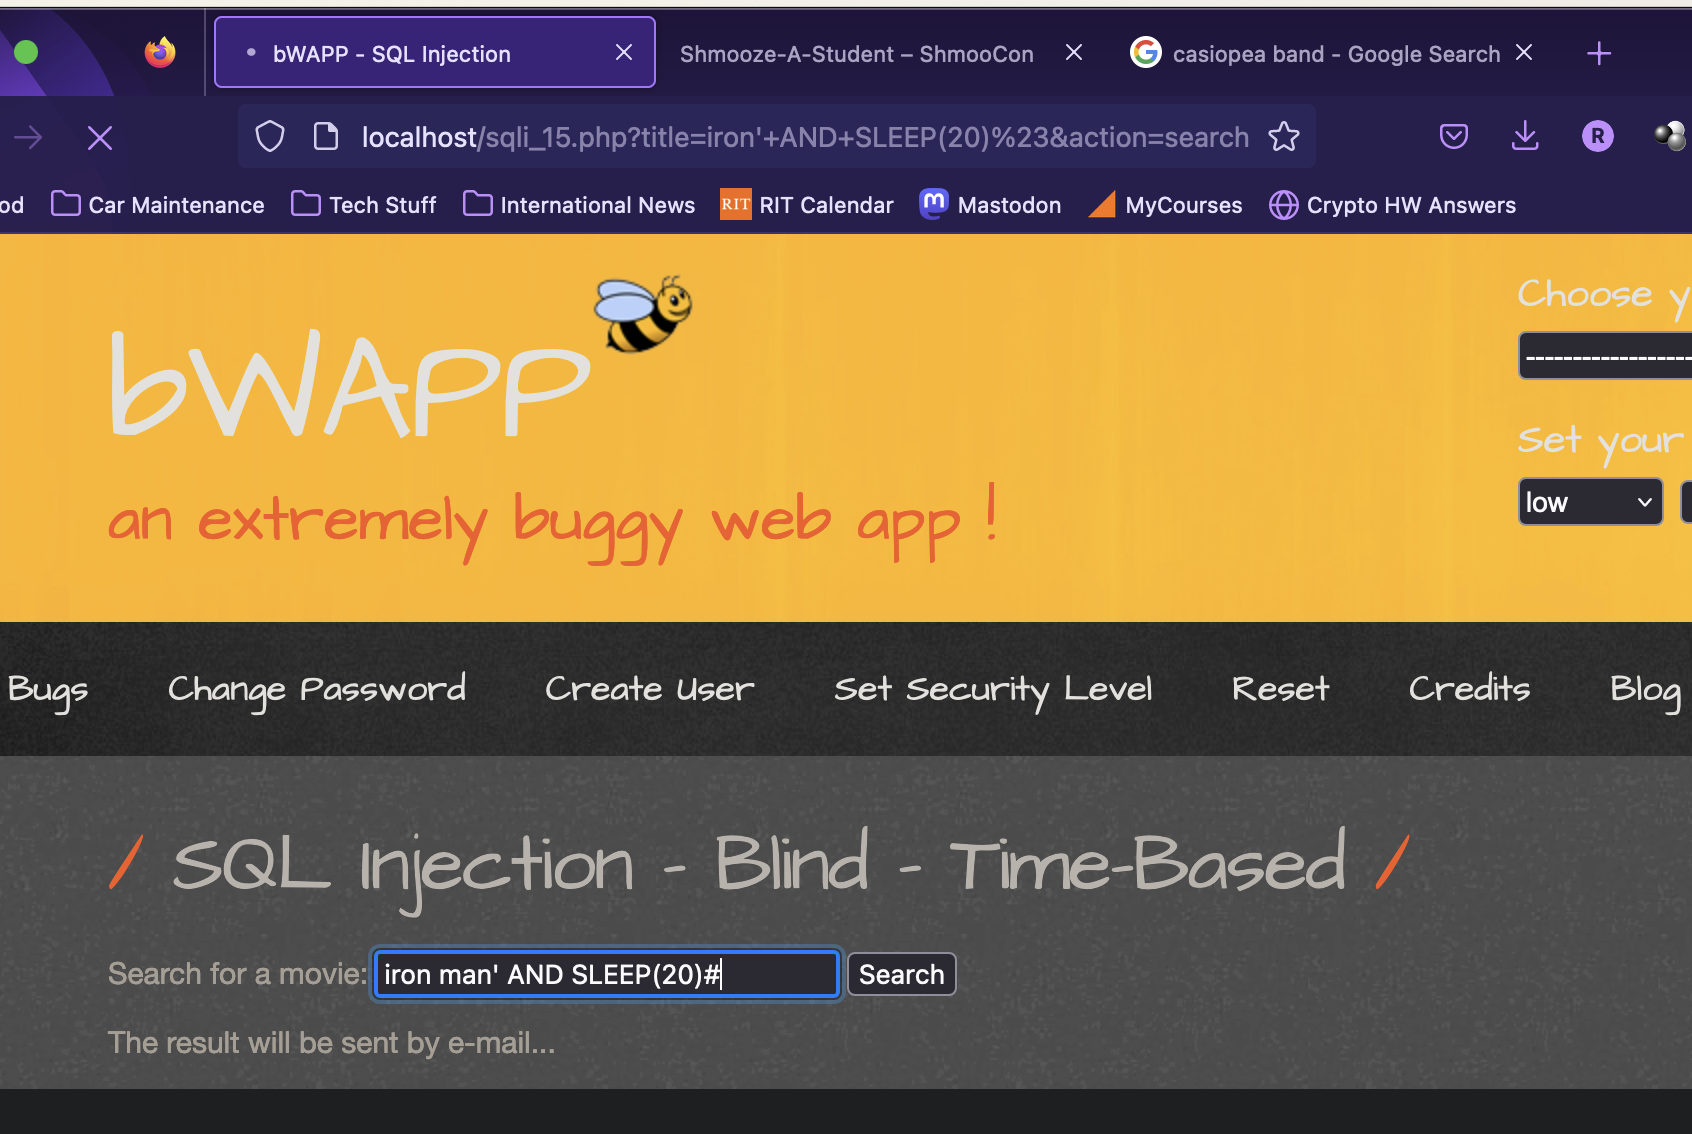 bWAPP - SQL Injection
Shmooze-A-Student – ShmooCon
casiopea band - Google Search
localhost/sqli_15.php?title=iron'+AND+SLEEP(20)%23&action=search
R
od
Car Maintenance
Tech Stuff
International News
RIT
RIT Calendar
Mastodon
MyCourses
Crypto HW Answers
Choose y
bWAPP
------------------
an extremely buggy web app !
Set your
low
Bugs
Change Password
Create User
Set Security Level
Reset
Credits
Blog
/ SQL Injection - Blind - Time-Based /
Search for a movie:
iron man' AND SLEEP(20)#
Search
The result will be sent by e-mail...